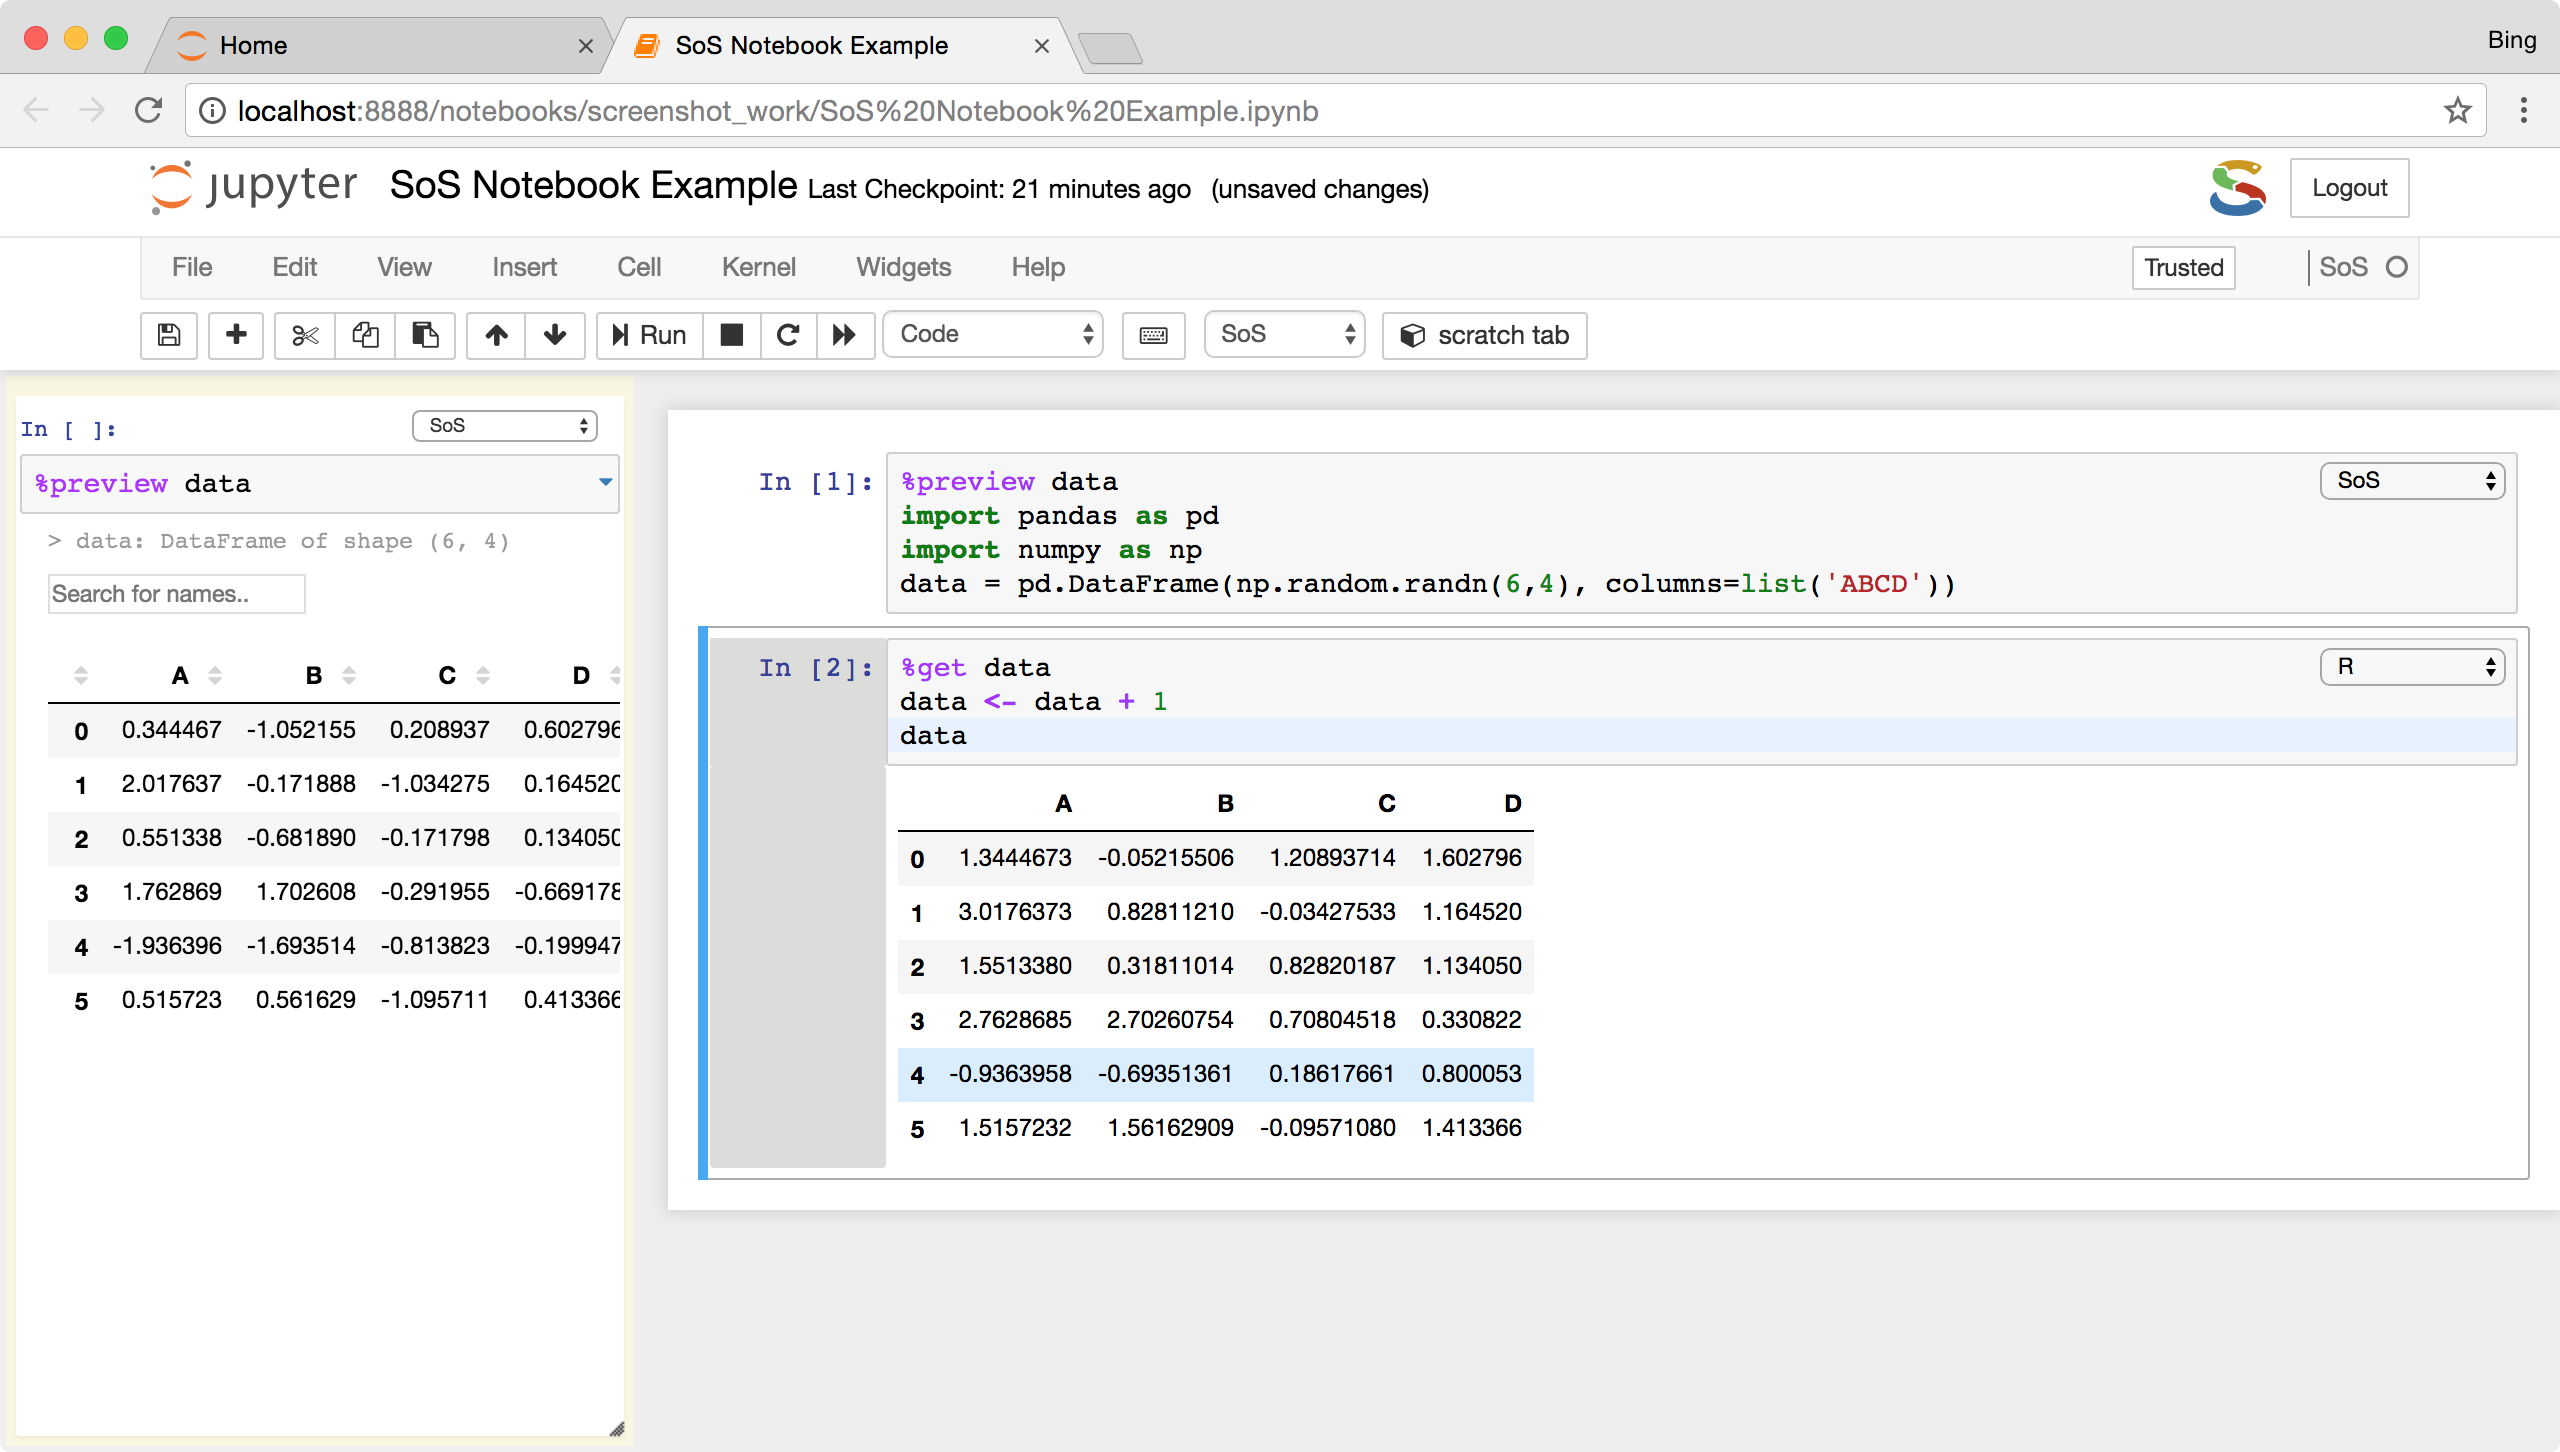 Home
SoS Notebook Example
Bing
localhost:8888/notebooks/screenshot_work/SoS%20Notebook%20Example.ipynb
jupyter SoS Notebook Example Last Checkpoint: 21 minutes ago (unsaved changes)
Logout
File Edit View Insert Cell Kernel Widgets Help
Trusted
SoS
Run
Code
SoS
scratch tab
In [ ]:
SoS
%preview data
> data: DataFrame of shape (6, 4)
Search for names..
A B C D
0 0.344467 -1.052155 0.208937 0.602796
1 2.017637 -0.171888 -1.034275 0.164520
2 0.551338 -0.681890 -0.171798 0.134050
3 1.762869 1.702608 -0.291955 -0.669178
4 -1.936396 -1.693514 -0.813823 -0.199947
5 0.515723 0.561629 -1.095711 0.413366
In [1]:
SoS
%preview data
import pandas as pd
import numpy as np
data = pd.DataFrame(np.random.randn(6,4), columns=list('ABCD'))
In [2]:
R
%get data
data <- data + 1
data
A B C D
0 1.3444673 -0.05215506 1.20893714 1.602796
1 3.0176373 0.82811210 -0.03427533 1.164520
2 1.5513380 0.31811014 0.82820187 1.134050
3 2.7628685 2.70260754 0.70804518 0.330822
4 -0.9363958 -0.69351361 0.18617661 0.800053
5 1.5157232 1.56162909 -0.09571080 1.413366